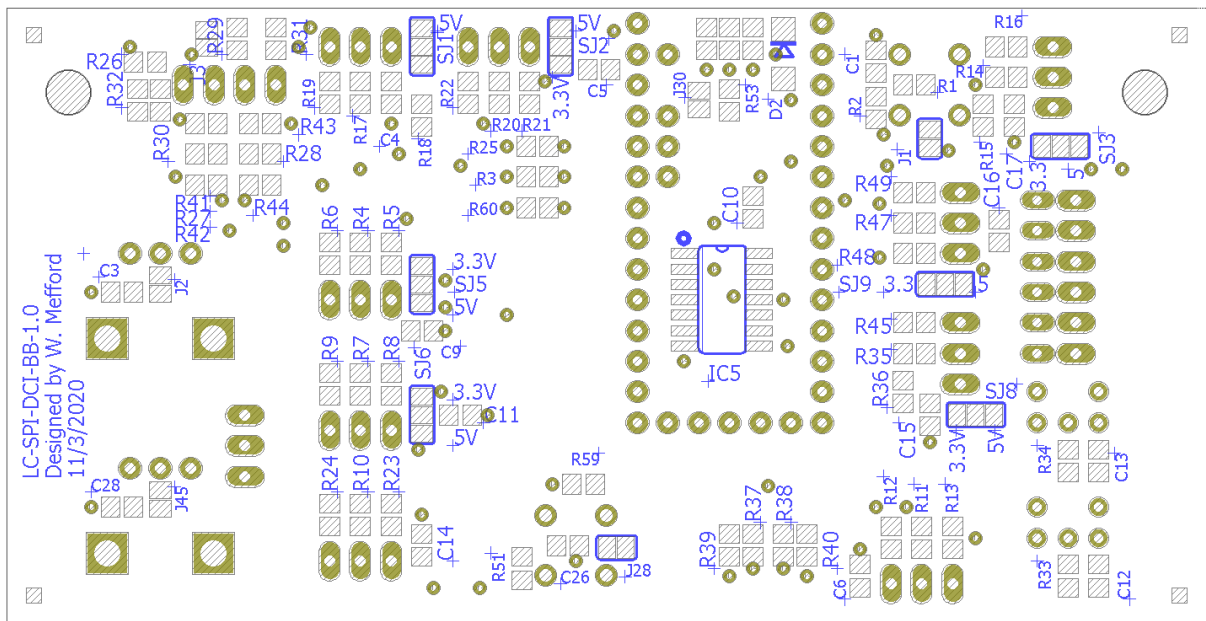 R29
R31
5V
SJ1
5V
SJ2
R16
R26
J3
C1
R14
R32
R19
R22
3.3V
C5
J30
R53
D2
R1
R2
R30
R43
R17
C4
R18
R20
R21
J1
R15
C17
3.3
5
SJ3
R28
R25
R3
R49
C16
R41
R44
R27
R42
R6
R4
R5
R60
C10
R47
R48
C3
J2
3.3V
SJ5
5V
SJ9
3.3
5
R9
R7
R8
SJ6
C9
IC5
R45
R35
R36
3.3V
C11
5V
SJ8
C15
3.3V
5V
LC-SPI-DCI-BB-1.0
Designed by W. Mefford
11/3/2020
R34
C13
C28
J45
R24
R10
R23
R59
R12
R11
R13
R37
R38
C14
R51
C26
J28
R39
R40
C6
R33
C12